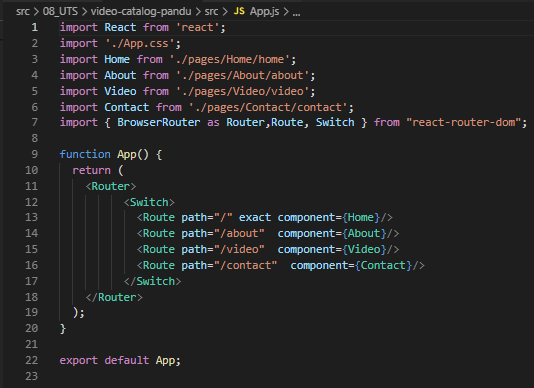 src > 08_UTS > video-catalog-pandu > src > JS App.js > ...
1 import React from 'react';
2 import './App.css';
3 import Home from './pages/Home/home';
4 import About from './pages/About/about';
5 import Video from './pages/Video/video';
6 import Contact from './pages/Contact/contact';
7 import { BrowserRouter as Router,Route, Switch } from "react-router-dom";
8
9 function App() {
10   return (
11     <Router>
12           <Switch>
13             <Route path="/" exact component={Home}/>
14             <Route path="/about"  component={About}/>
15             <Route path="/video"  component={Video}/>
16             <Route path="/contact"  component={Contact}/>
17           </Switch>
18     </Router>
19   );
20 }
21
22 export default App;
23